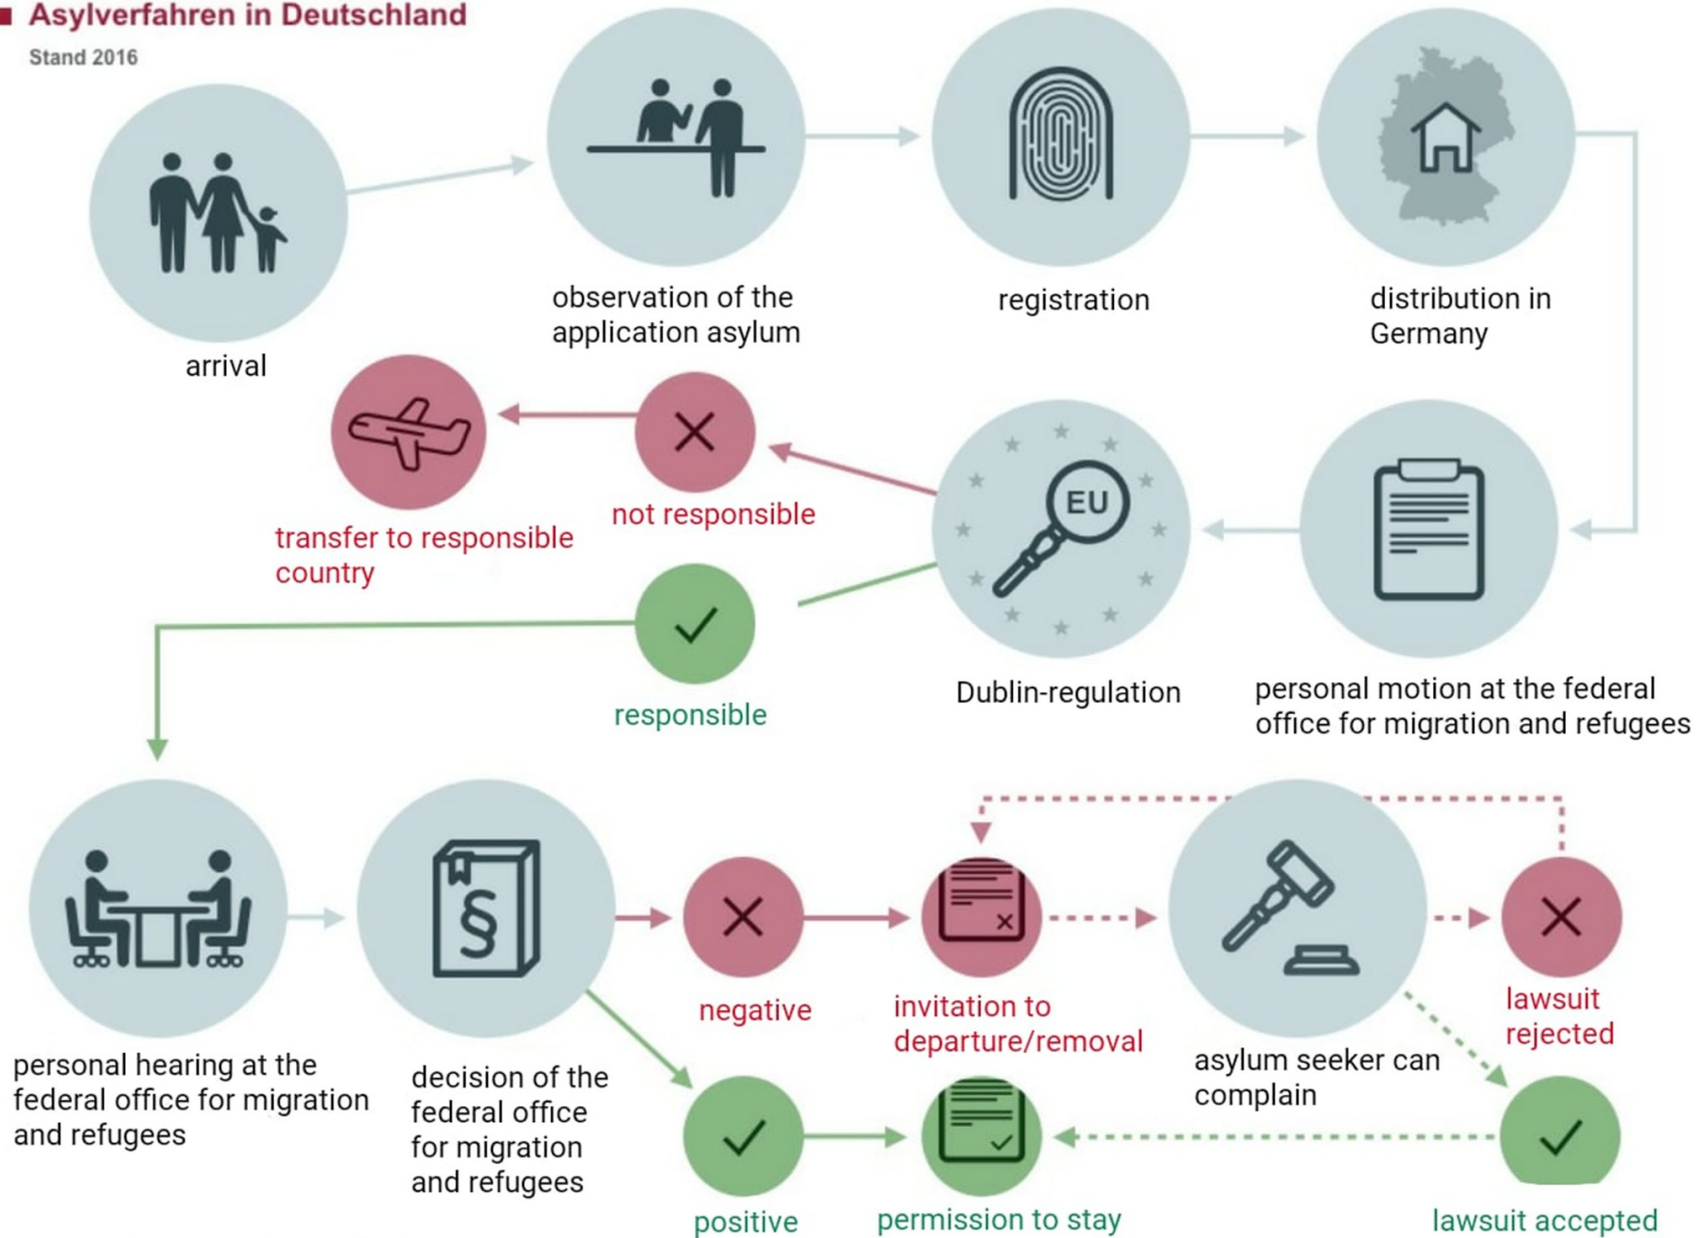 Asylverfahren in Deutschland
Stand 2016
arrival
observation of the
application asylum
registration
distribution in
Germany
transfer to responsible
country
not responsible
responsible
EU
Dublin-regulation
personal motion at the federal
office for migration and refugees
personal hearing at the
federal office for migration
and refugees
§
decision of the
federal office
for migration
and refugees
negative
invitation to
departure/removal
asylum seeker can
complain
lawsuit
rejected
positive
permission to stay
lawsuit accepted